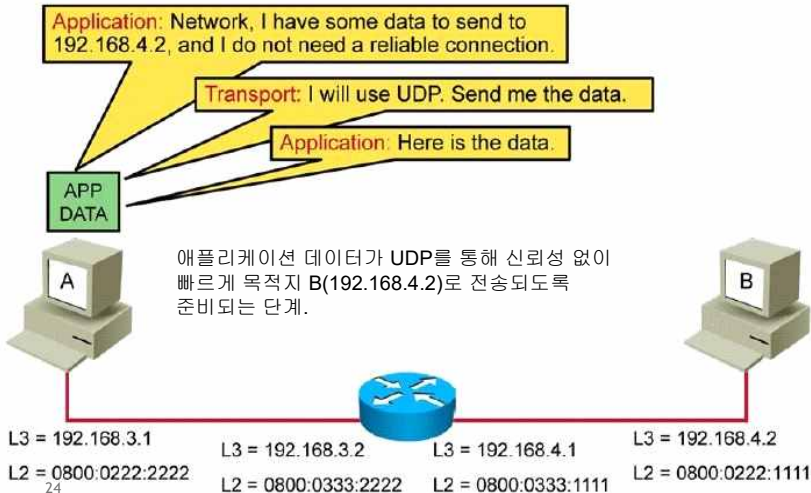 Application: Network, I have some data to send to
192.168.4.2, and I do not need a reliable connection.
Transport: I will use UDP. Send me the data.
Application: Here is the data.
APP
DATA
A
애플리케이션 데이터가 UDP를 통해 신뢰성 없이
빠르게 목적지 B(192.168.4.2)로 전송되도록
준비되는 단계.
B
L3 = 192.168.3.1
L2 = 0800:0222:2222
L3 = 192.168.3.2
L2 = 0800:0333:2222
L3 = 192.168.4.1
L2 = 0800:0333:1111
L3 = 192.168.4.2
L2 = 0800:0222:1111
24